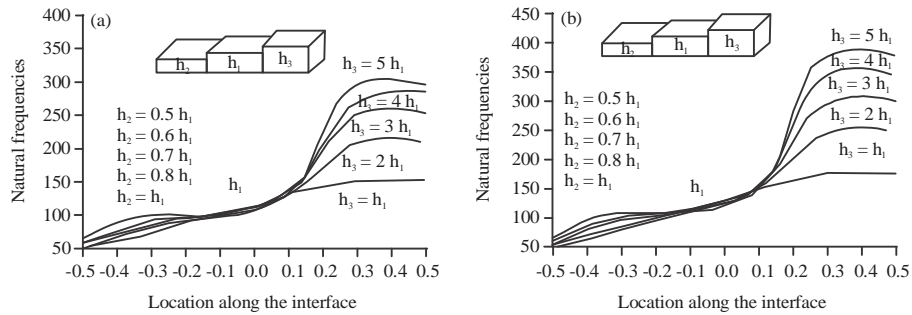 (a)
Natural frequencies
400
350
300
250
200
150
100
50
h₂ h₁ h₃
h₂ = 0.5 h₁
h₂ = 0.6 h₁
h₂ = 0.7 h₁
h₂ = 0.8 h₁
h₂ = h₁
h₁
h₃ = 5 h₁
h₃ = 4 h₁
h₃ = 3 h₁
h₃ = 2 h₁
h₃ = h₁
-0.5 -0.4 -0.3 -0.2 -0.1 0.0 0.1 0.2 0.3 0.4 0.5
Location along the interface
(b)
Natural frequencies
450
400
350
300
250
200
150
100
50
h₂ h₁ h₃
h₂ = 0.5 h₁
h₂ = 0.6 h₁
h₂ = 0.7 h₁
h₂ = 0.8 h₁
h₂ = h₁
h₁
h₃ = 5 h₁
h₃ = 4 h₁
h₃ = 3 h₁
h₃ = 2 h₁
h₃ = h₁
-0.5 -0.4 -0.3 -0.2 -0.1 0.0 0.1 0.2 0.3 0.4 0.5
Location along the interface